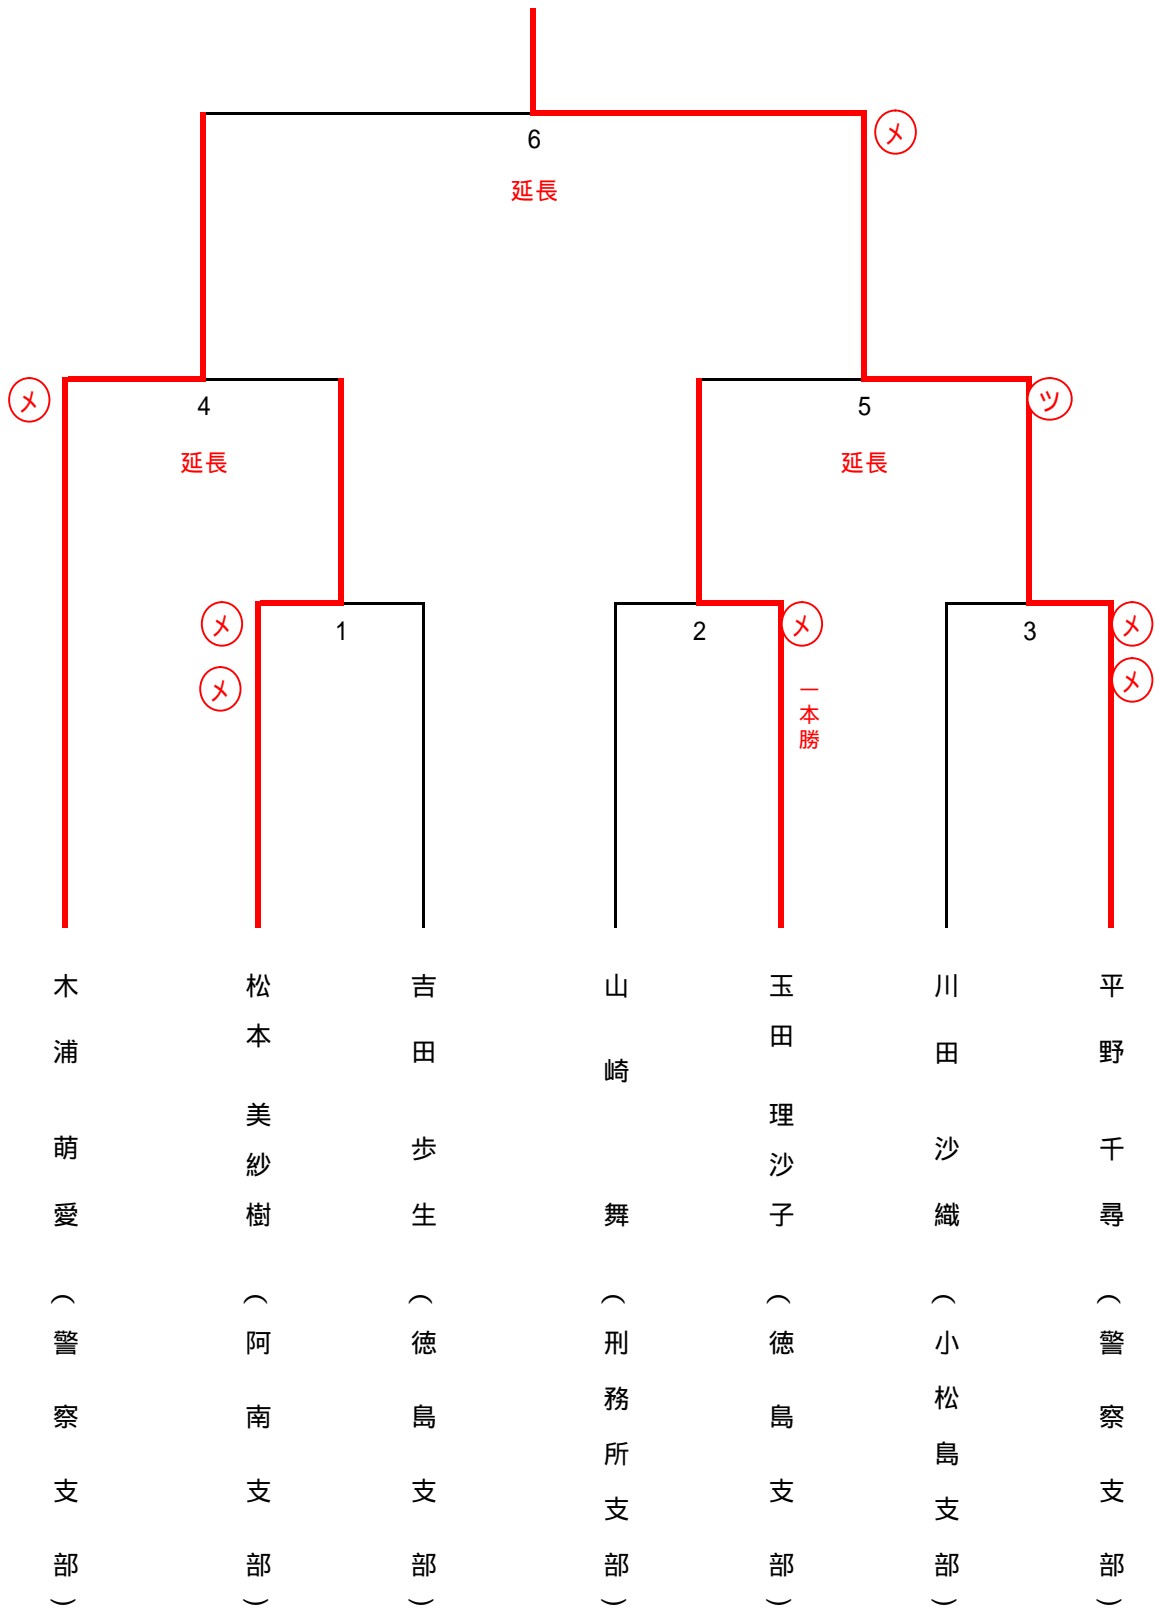 メ
6
延長
メ
4
延長
5
ツ
延長
メ
メ
1
2
メ
一本勝
3
メ
メ
木浦 萌愛（警察支部）
松本 美紗樹（阿南支部）
吉田 歩生（徳島支部）
山崎 舞（刑務所支部）
玉田 理沙子（徳島支部）
川田 沙織（小松島支部）
平野 千尋（警察支部）